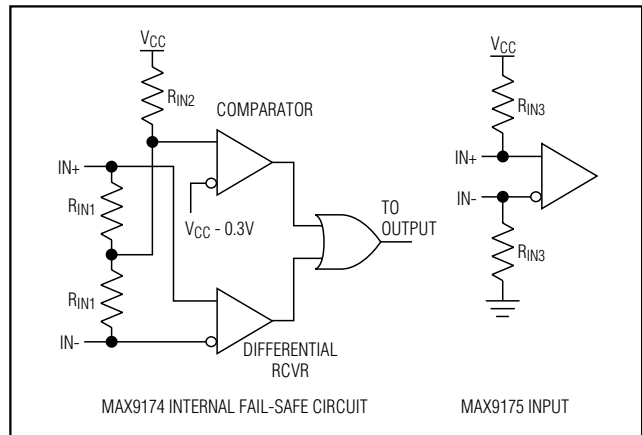 VCC
RIN2
COMPARATOR
IN+
RIN1
VCC - 0.3V
TO
OUTPUT
RIN1
IN-
DIFFERENTIAL
RCVR
MAX9174 INTERNAL FAIL-SAFE CIRCUIT
VCC
RIN3
IN+
IN-
RIN3
MAX9175 INPUT